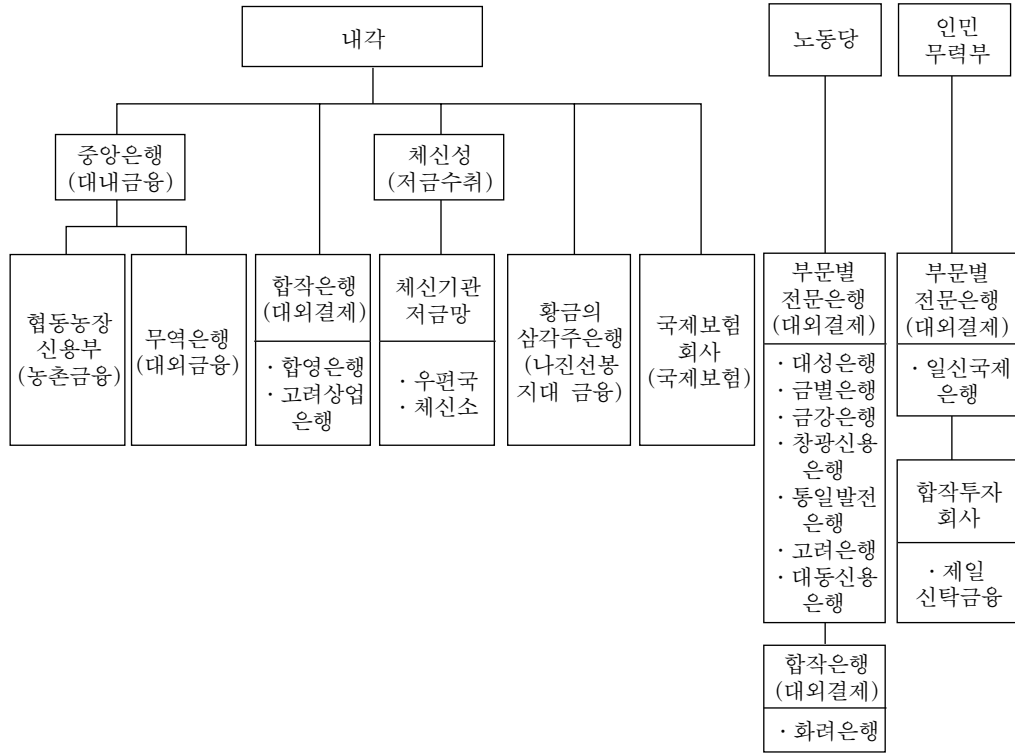 내각
노동당
인민
무력부
중앙은행
(대내금융)
체신성
(저금수취)
협동농장
신용부
(농촌금융)
무역은행
(대외금융)
합작은행
(대외결제)
· 합영은행
· 고려상업
은행
체신기관
저금망
· 우편국
· 체신소
황금의
삼각주은행
(나진선봉
지대 금융)
국제보험
회사
(국제보험)
부문별
전문은행
(대외결제)
· 대성은행
· 금별은행
· 금강은행
· 창광신용
은행
· 통일발전
은행
· 고려은행
· 대동신용
은행
합작은행
(대외결제)
· 화려은행
부문별
전문은행
(대외결제)
· 일신국제
은행
합작투자
회사
· 제일
신탁금융